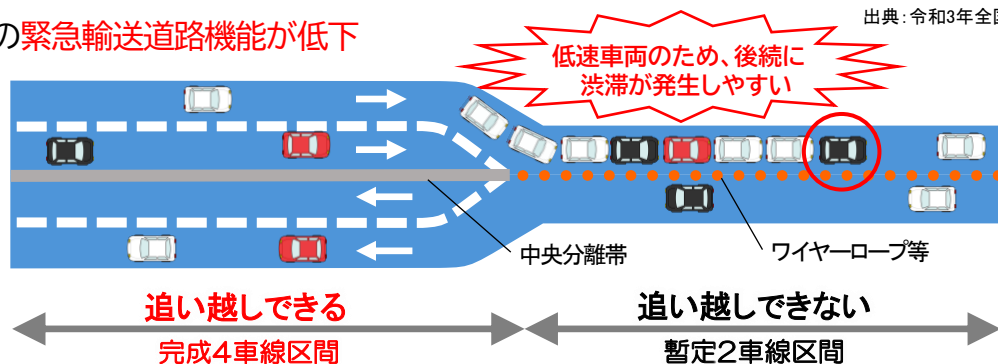 出典：令和3年全国
の緊急輸送道路機能が低下
低速車両のため、後続に
渋滞が発生しやすい
中央分離帯
ワイヤーロープ等
追い越しできる
追い越しできない
完成4車線区間
暫定2車線区間